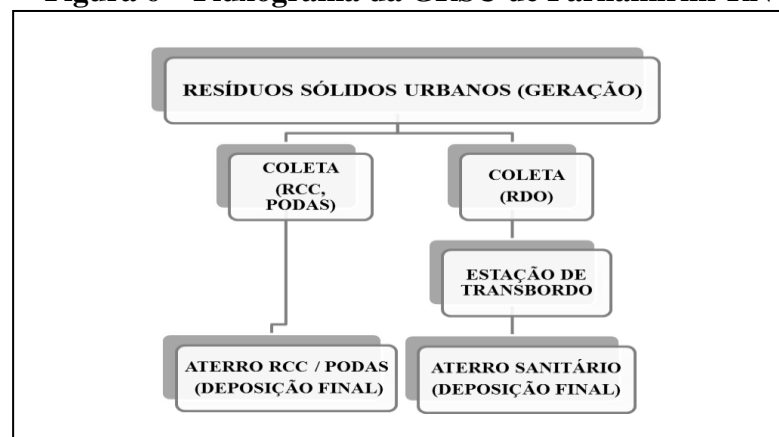 RESÍDUOS SÓLIDOS URBANOS (GERAÇÃO)
COLETA
(RCC,
PODAS)
COLETA
(RDO)
ESTAÇÃO DE
TRANSBORDO
ATERRO RCC / PODAS
(DEPOSIÇÃO FINAL)
ATERRO SANITÁRIO
(DEPOSIÇÃO FINAL)